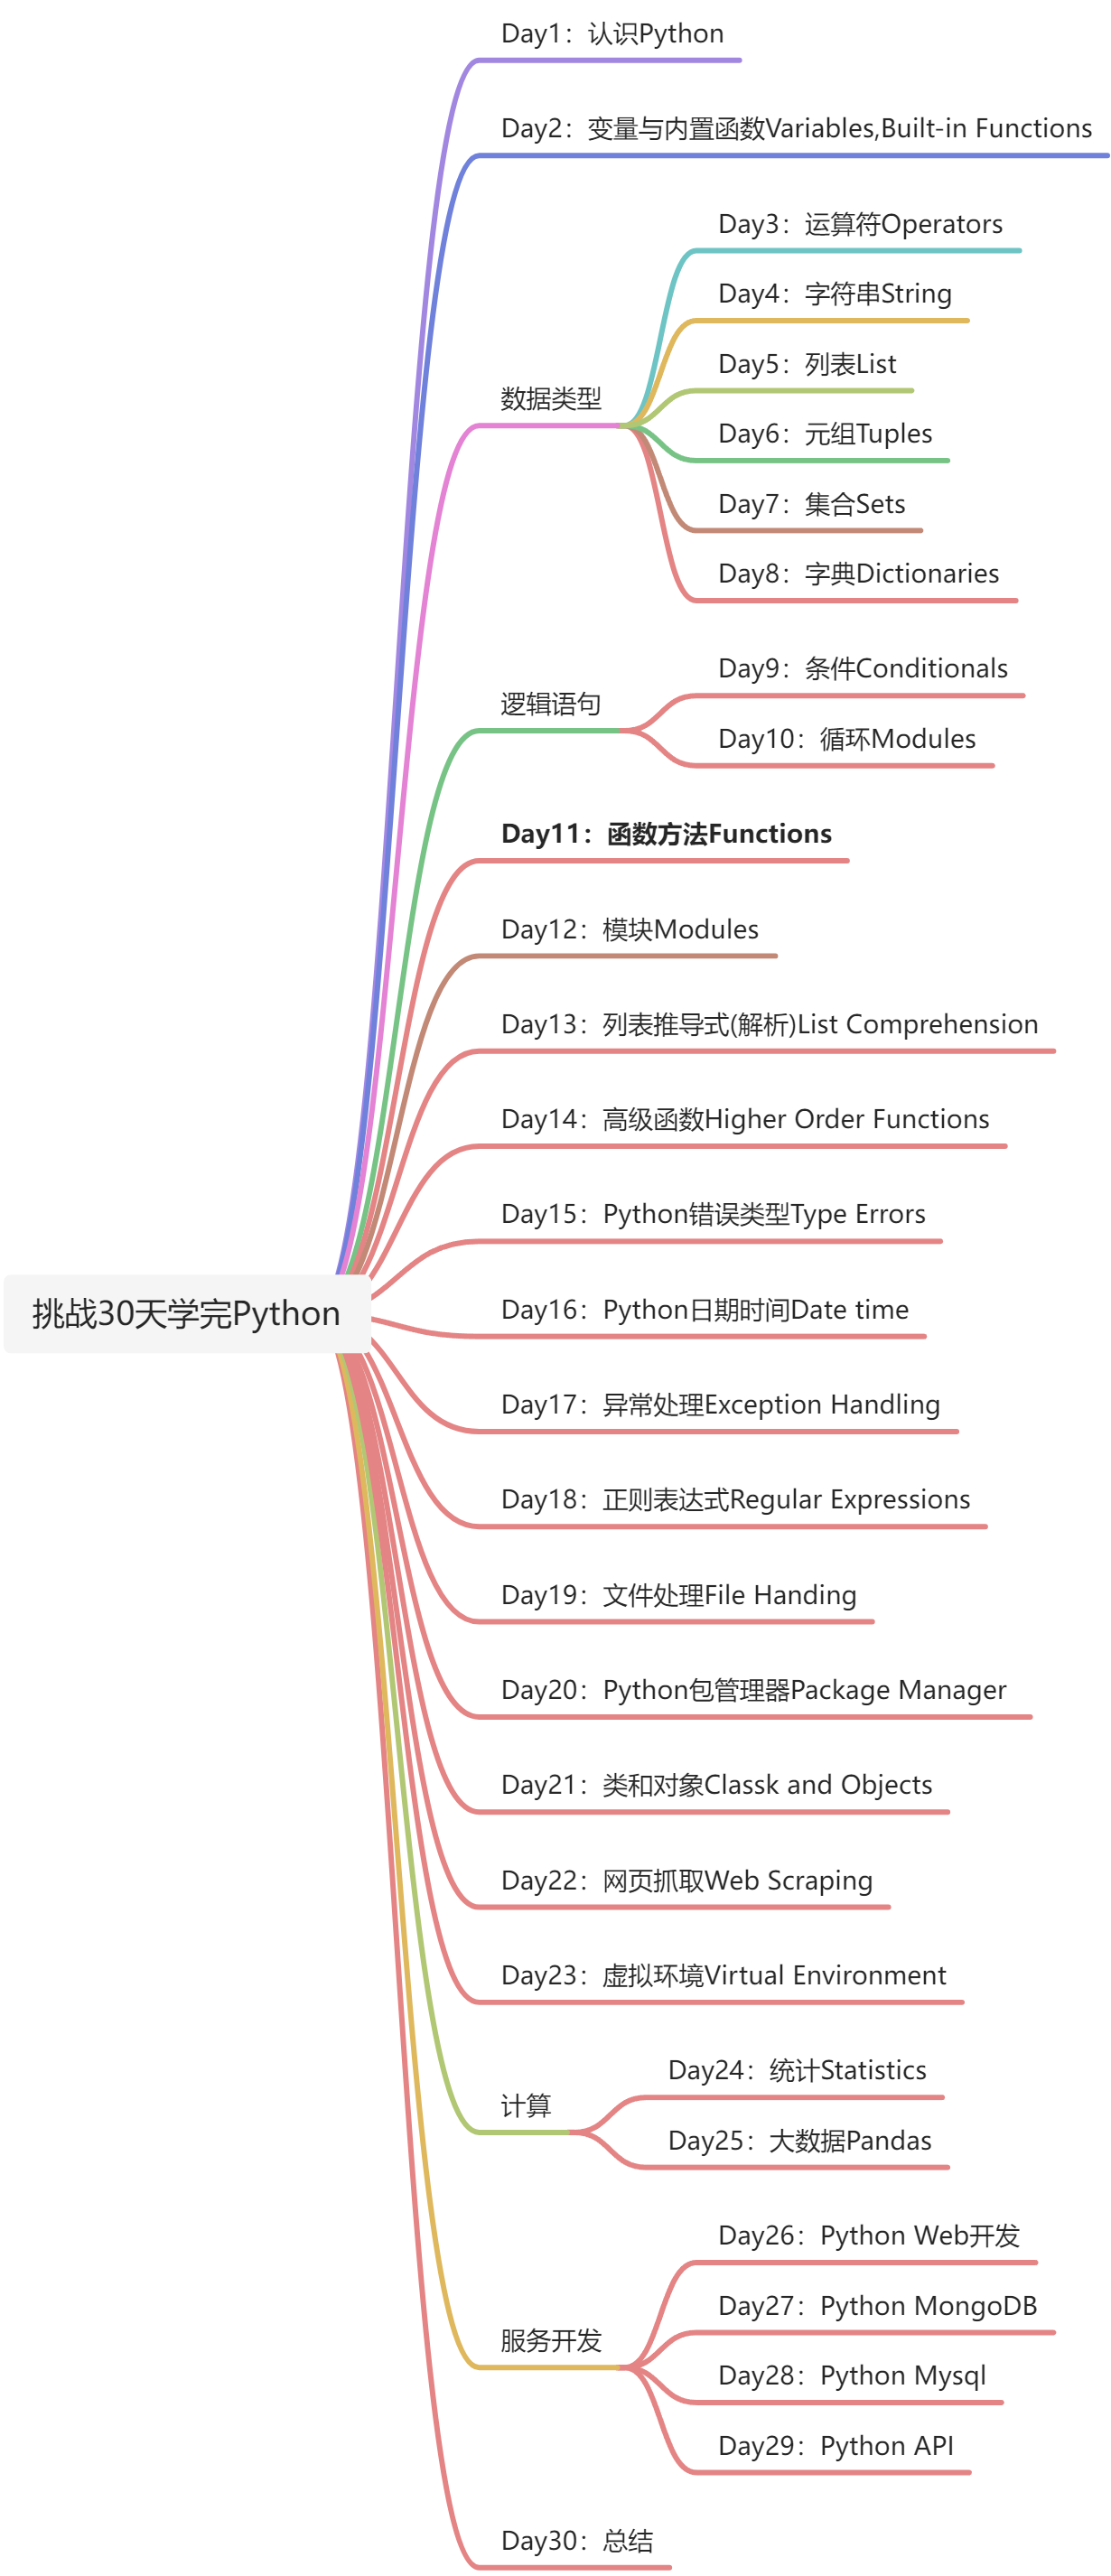 Day1：认识Python
Day2：变量与内置函数Variables,Built-in Functions
数据类型
Day3：运算符Operators
Day4：字符串String
Day5：列表List
Day6：元组Tuples
Day7：集合Sets
Day8：字典Dictionaries
逻辑语句
Day9：条件Conditionals
Day10：循环Modules
Day11：函数方法Functions
Day12：模块Modules
Day13：列表推导式(解析)List Comprehension
Day14：高级函数Higher Order Functions
Day15：Python错误类型Type Errors
挑战30天学完Python
Day16：Python日期时间Date time
Day17：异常处理Exception Handling
Day18：正则表达式Regular Expressions
Day19：文件处理File Handing
Day20：Python包管理器Package Manager
Day21：类和对象Classk and Objects
Day22：网页抓取Web Scraping
Day23：虚拟环境Virtual Environment
计算
Day24：统计Statistics
Day25：大数据Pandas
服务开发
Day26：Python Web开发
Day27：Python MongoDB
Day28：Python Mysql
Day29：Python API
Day30：总结